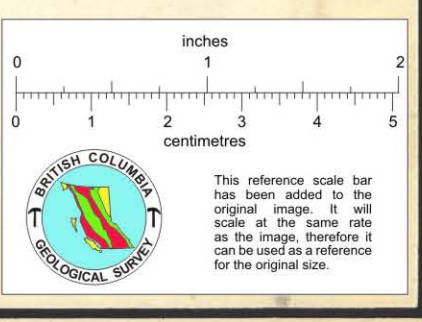 inches
0 1 2
0 1 2 3 4 5
centimetres
BRITISH COLUMBIA
GEOLOGICAL SURVEY
This reference scale bar
has been added to the
original image. It will
scale at the same rate
as the image, therefore it
can be used as a reference
for the original size.